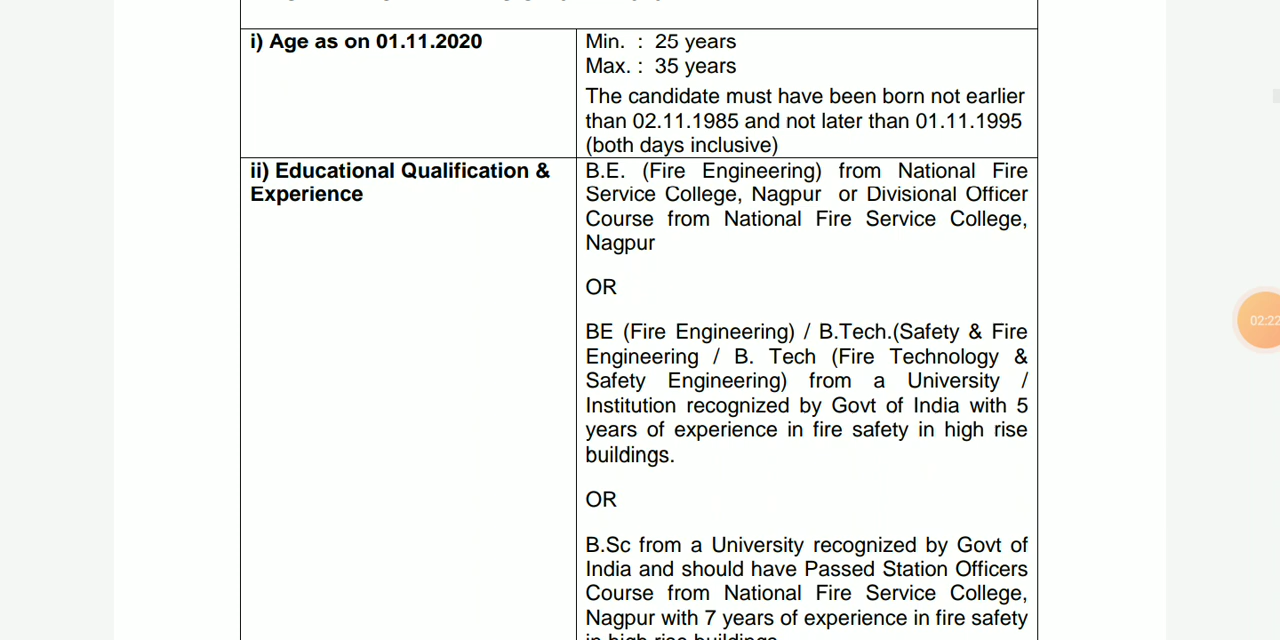 i) Age as on 01.11.2020
Min. : 25 years
Max. : 35 years
The candidate must have been born not earlier
than 02.11.1985 and not later than 01.11.1995
(both days inclusive)
ii) Educational Qualification &
Experience
B.E. (Fire Engineering) from National Fire
Service College, Nagpur or Divisional Officer
Course from National Fire Service College,
Nagpur
OR
BE (Fire Engineering) / B.Tech.(Safety & Fire
Engineering / B. Tech (Fire Technology &
Safety Engineering) from a University /
Institution recognized by Govt of India with 5
years of experience in fire safety in high rise
buildings.
OR
B.Sc from a University recognized by Govt of
India and should have Passed Station Officers
Course from National Fire Service College,
Nagpur with 7 years of experience in fire safety
in high rise buildings
02:22